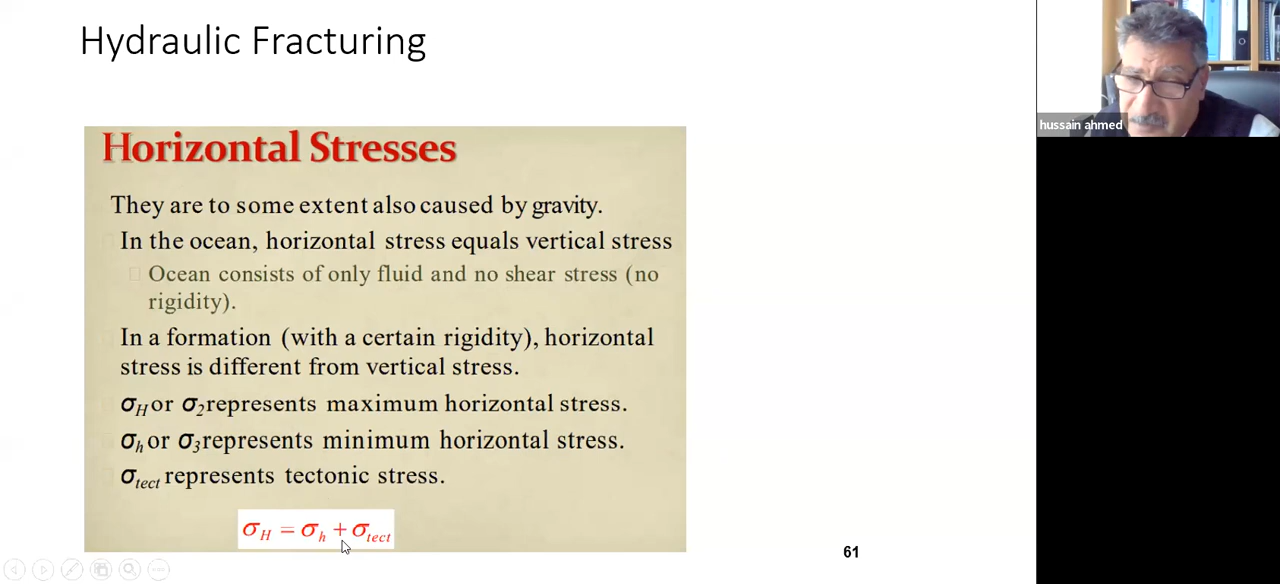 Hydraulic Fracturing
hussain ahmed
Horizontal Stresses
They are to some extent also caused by gravity.
In the ocean, horizontal stress equals vertical stress
Ocean consists of only fluid and no shear stress (no
rigidity).
In a formation (with a certain rigidity), horizontal
stress is different from vertical stress.
σH or σ2 represents maximum horizontal stress.
σh or σ3 represents minimum horizontal stress.
σtect represents tectonic stress.
σH = σh + σtect
61